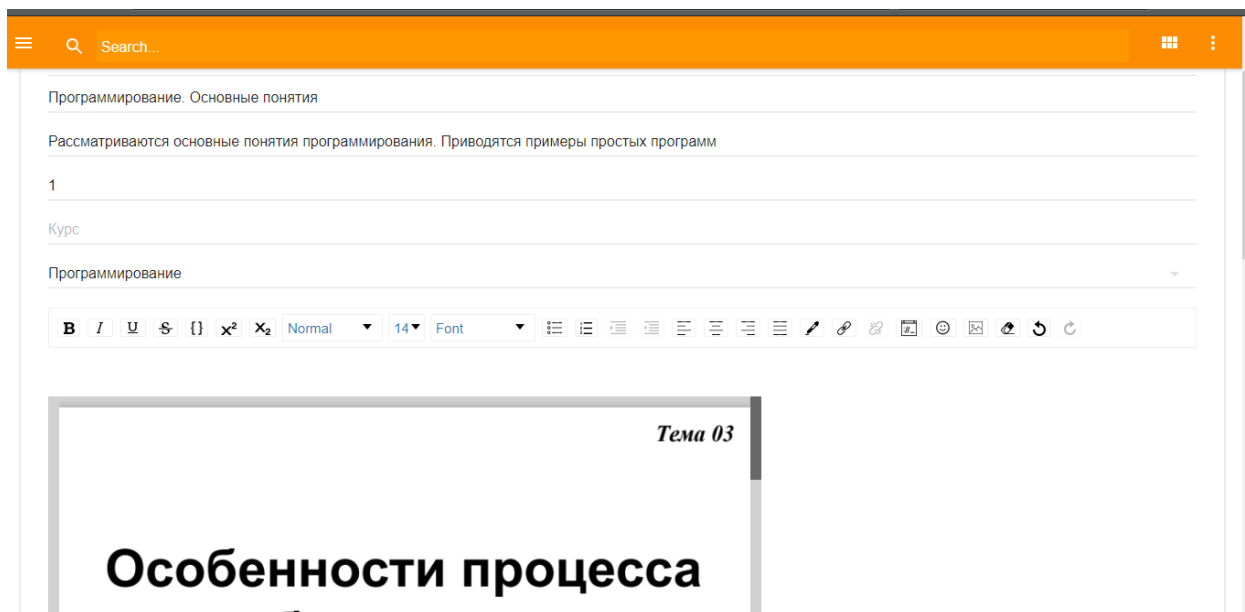 Search...
Программирование. Основные понятия
Рассматриваются основные понятия программирования. Приводятся примеры простых программ
1
Курс
Программирование
B I U S {} x² x₂ Normal 14 Font
Тема 03
Особенности процесса